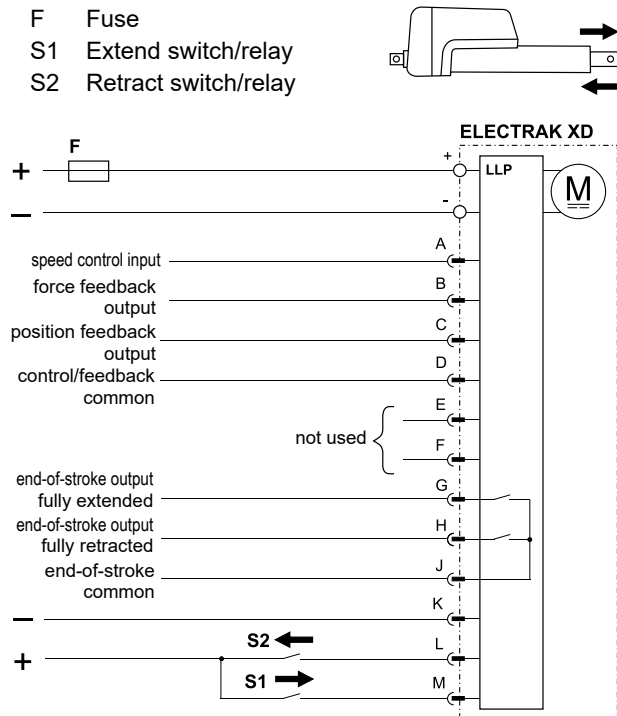 F Fuse
S1 Extend switch/relay
S2 Retract switch/relay
ELECTRAK XD
F
+
+
LLP
M
–
-
A
speed control input
B
force feedback
output
C
position feedback
output
D
control/feedback
common
E
not used
F
G
end-of-stroke output
fully extended
H
end-of-stroke output
fully retracted
J
end-of-stroke
common
K
–
S2
L
+
S1
M